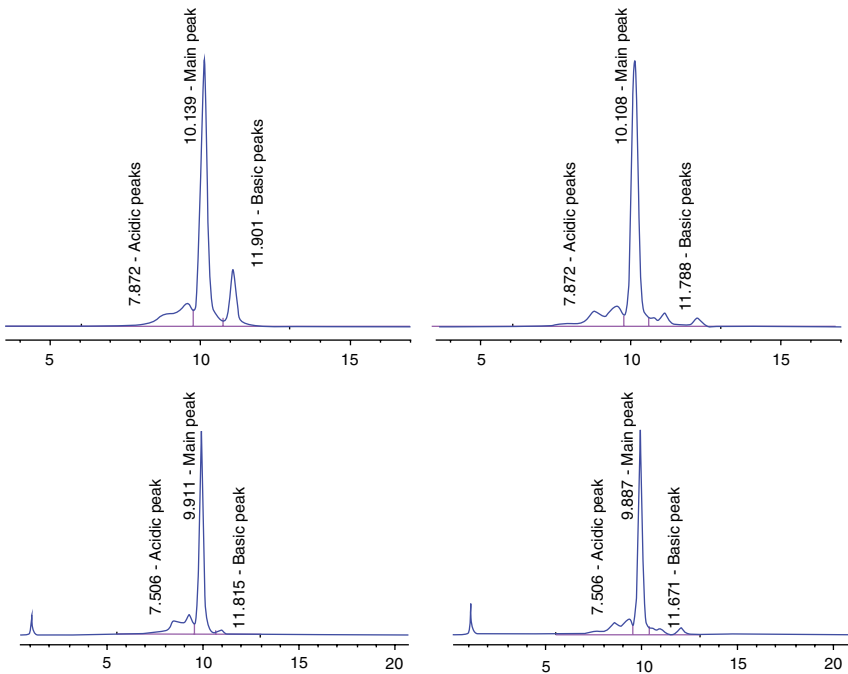 7.872 - Acidic peaks
10.139 - Main peak
11.901 - Basic peaks
5
10
15
7.872 - Acidic peaks
10.108 - Main peak
11.788 - Basic peaks
5
10
15
7.506 - Acidic peak
9.911 - Main peak
11.815 - Basic peak
5
10
15
20
7.506 - Acidic peak
9.887 - Main peak
11.671 - Basic peak
5
10
15
20